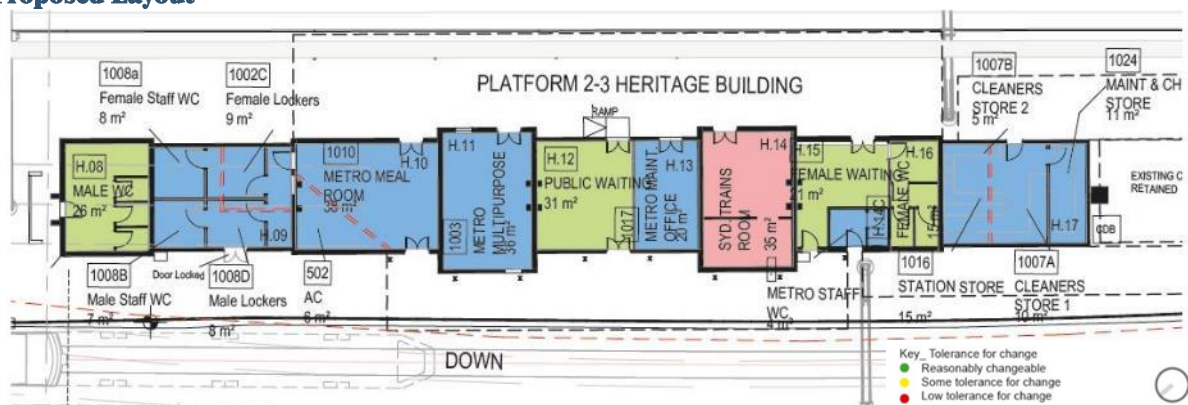 Proposed Layout
PLATFORM 2-3 HERITAGE BUILDING
RAMP
1008a
Female Staff WC
8 m²
1002C
Female Lockers
9 m²
1007B
CLEANERS
STORE 2
5 m²
1024
MAINT & CH
STORE
11 m²
H.08
MALE WC
26 m²
H.09
1010
H.10
METRO MEAL
ROOM
38 m²
H.11
METRO
MULTIPURPOSE
36 m²
1003
H.12
PUBLIC WAITING
31 m²
1017
H.13
METRO MAINT.
OFFICE
20 m²
H.14
SYD. TRAINS
ROOM
35 m²
H.15
FEMALE WAITING
H.14C
H.16
FEMALE WC
15 m²
H.17
EXISTING C
RETAINED
CDB
1008B
Male Staff WC
7 m²
Door Locked
1008D
Male Lockers
8 m²
502
AC
6 m²
METRO STAFF
WC
4 m²
1016
STATION STORE
15 m²
1007A
CLEANERS
STORE 1
10 m²
DOWN
Key_ Tolerance for change
Reasonably changeable
Some tolerance for change
Low tolerance for change